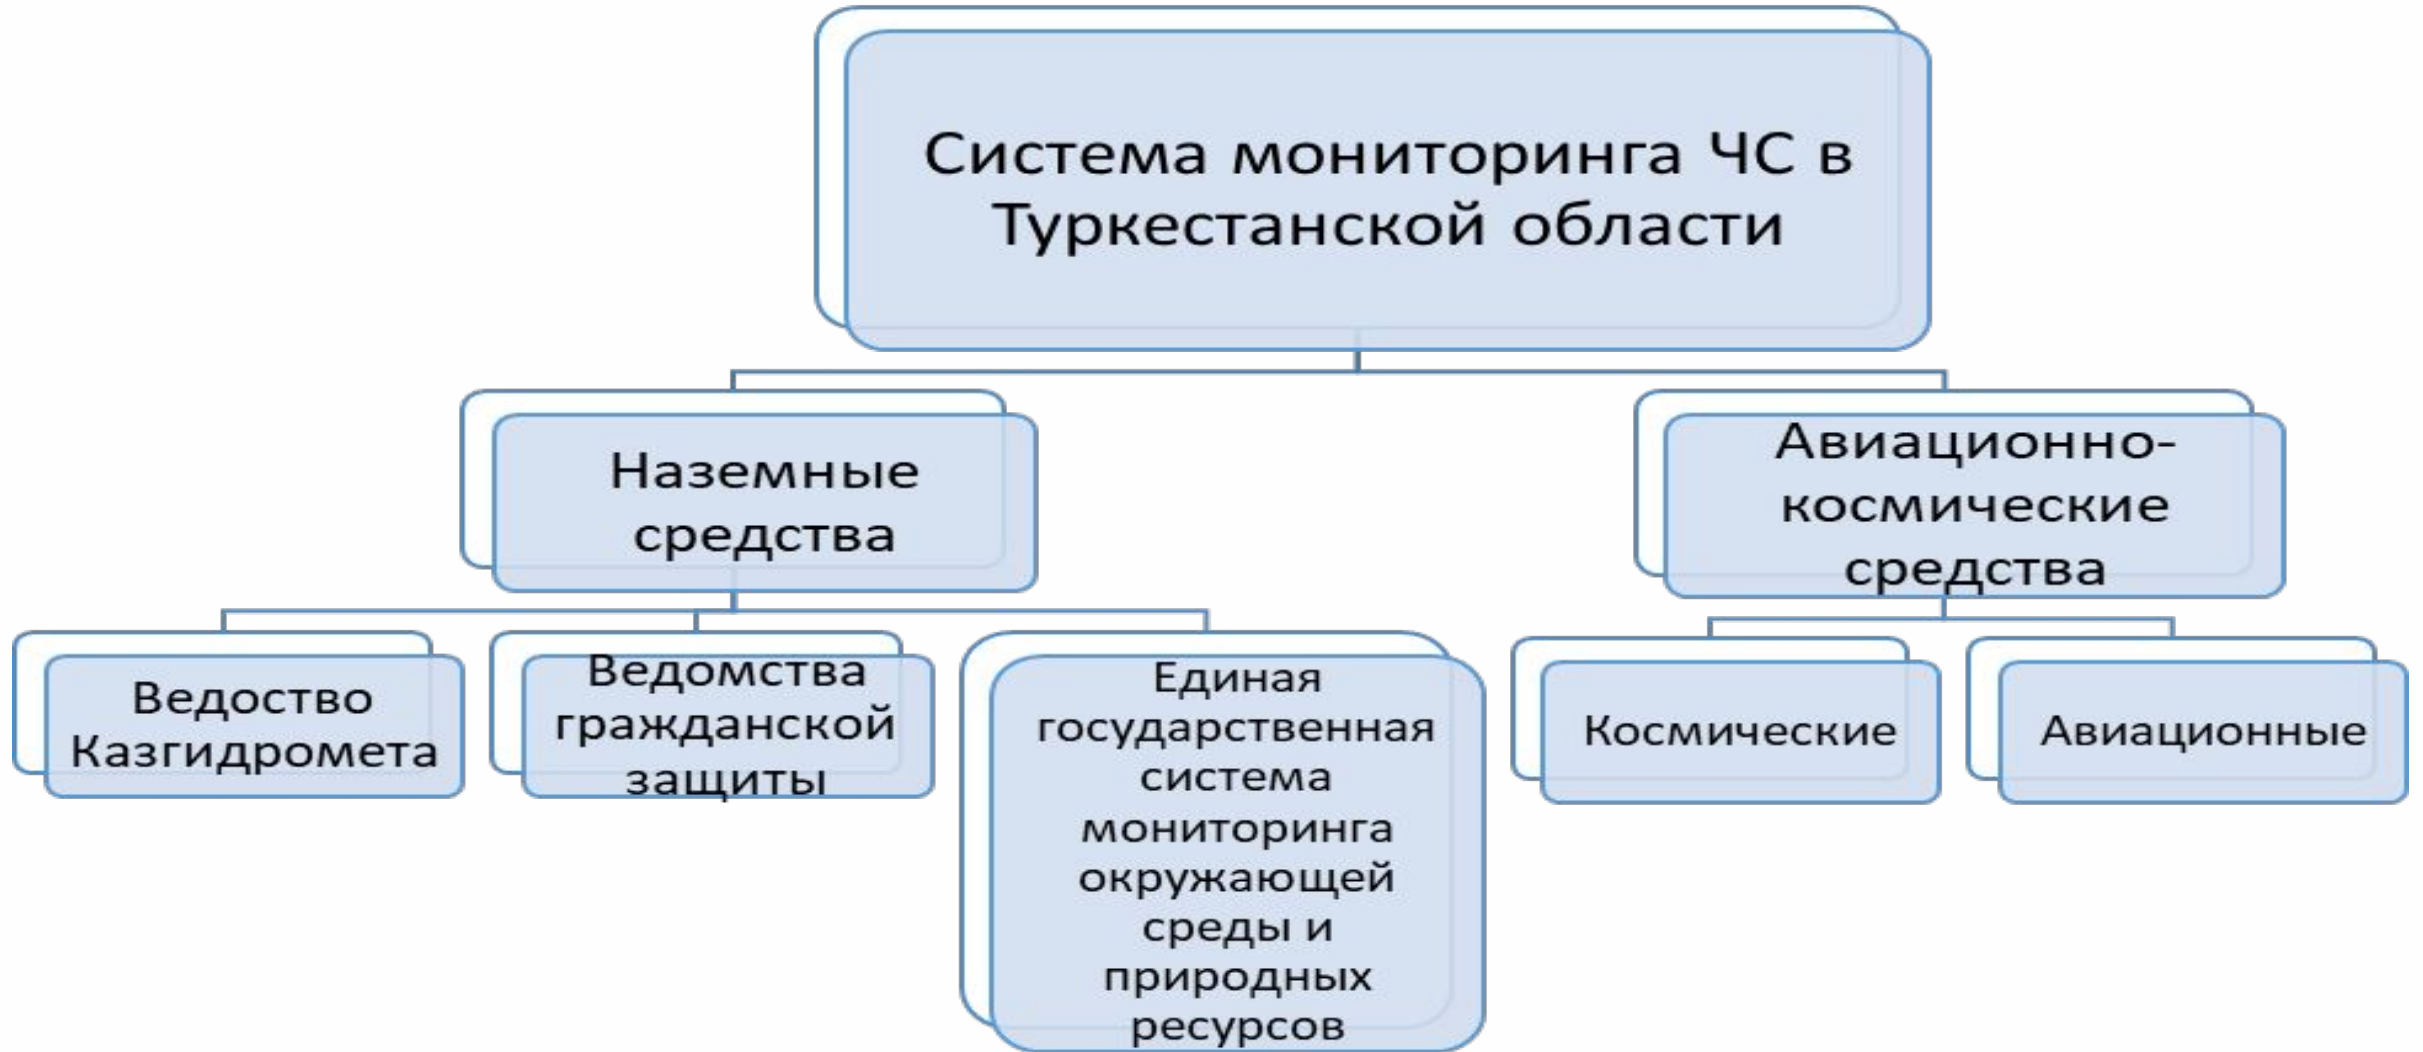 Система мониторинга ЧС в
Туркестанской области
Наземные
средства
Авиационно-
космические
средства
Ведоство
Казгидромета
Ведомства
гражданской
защиты
Единая
государственная
система
мониторинга
окружающей
среды и
природных
ресурсов
Космические
Авиационные